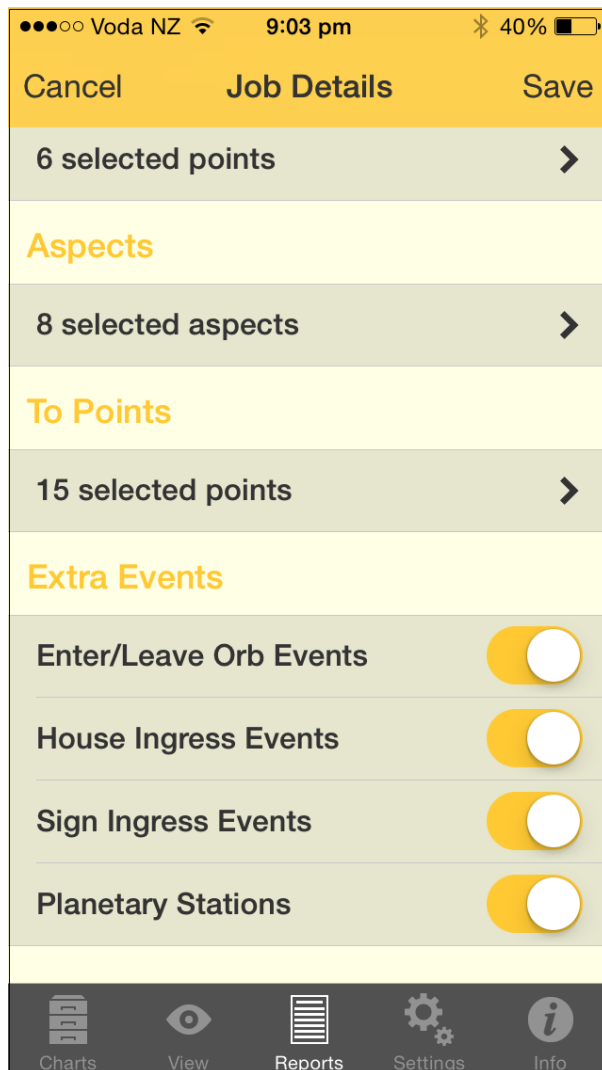 Voda NZ 9:03 pm 40%
Cancel Job Details Save
6 selected points
Aspects
8 selected aspects
To Points
15 selected points
Extra Events
Enter/Leave Orb Events
House Ingress Events
Sign Ingress Events
Planetary Stations
Charts View Reports Settings Info